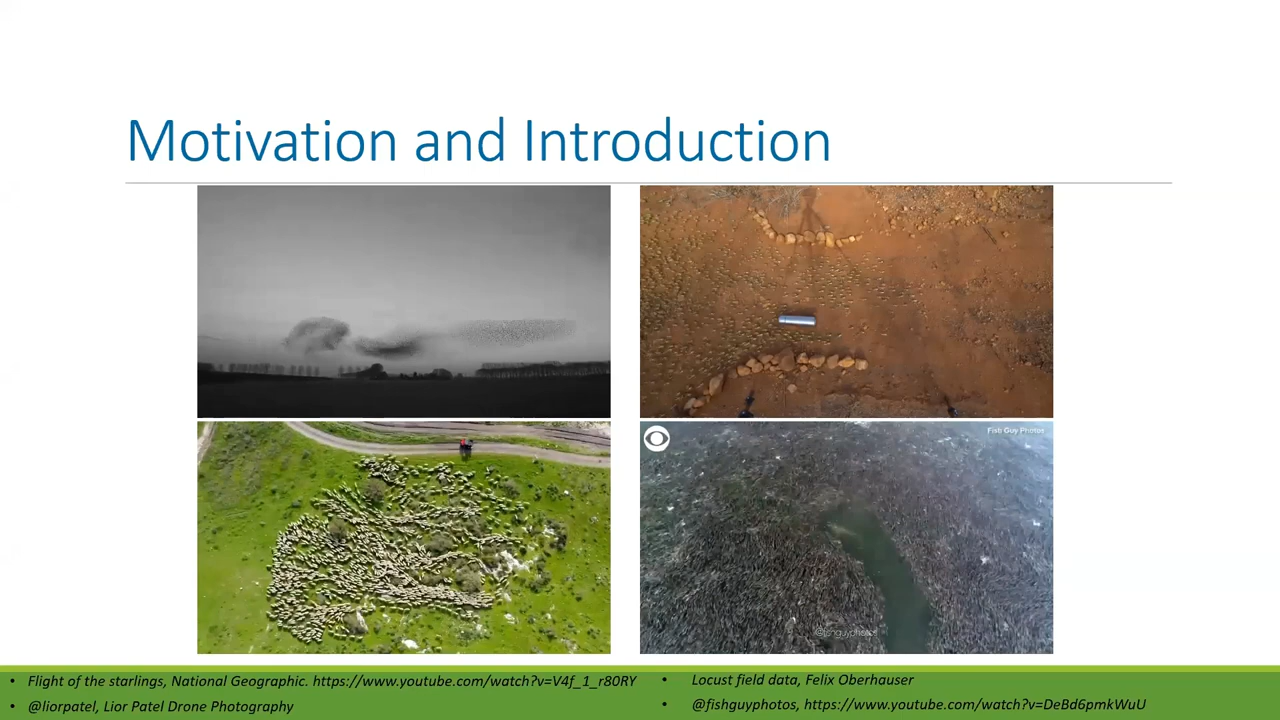 Motivation and Introduction
Fish Guy Photos
@fishguyphotos
• Flight of the starlings, National Geographic. https://www.youtube.com/watch?v=V4f_1_r80RY
• @liorpatel, Lior Patel Drone Photography
• Locust field data, Felix Oberhauser
• @fishguyphotos, https://www.youtube.com/watch?v=DeBd6pmkWuU